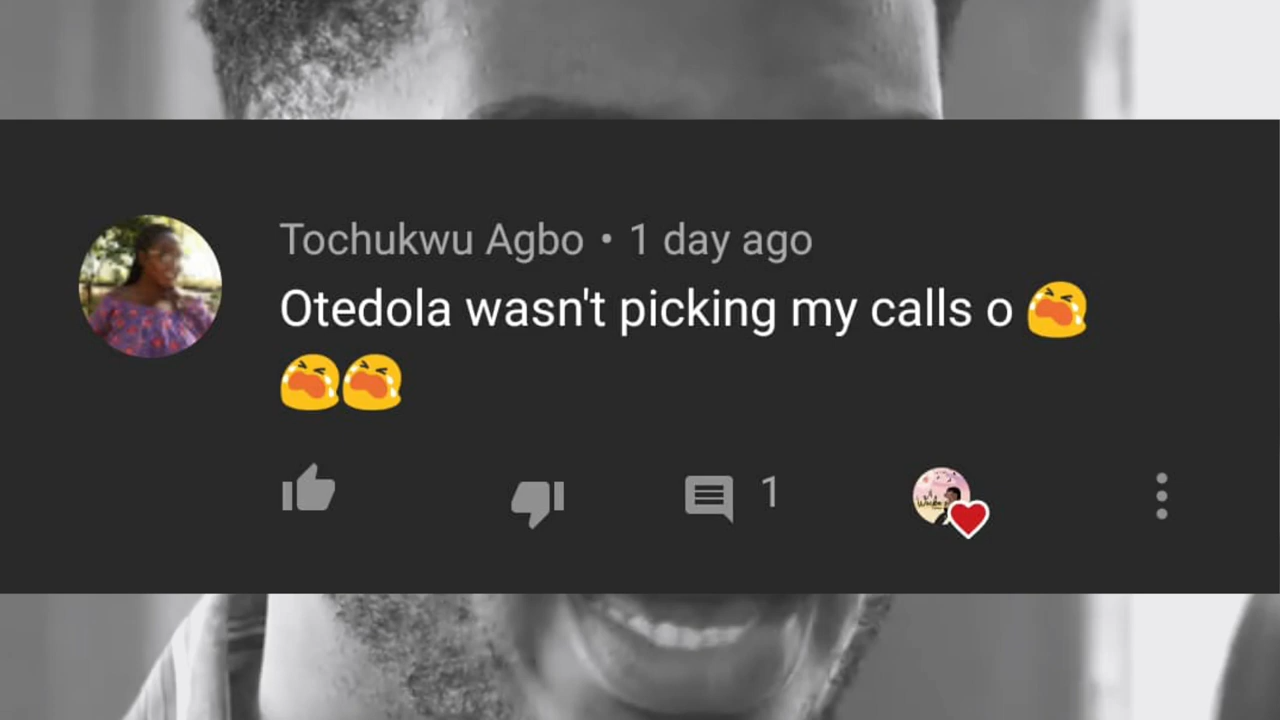 Tochukwu Agbo • 1 day ago
Otedola wasn't picking my calls o 😭
😭😭
1